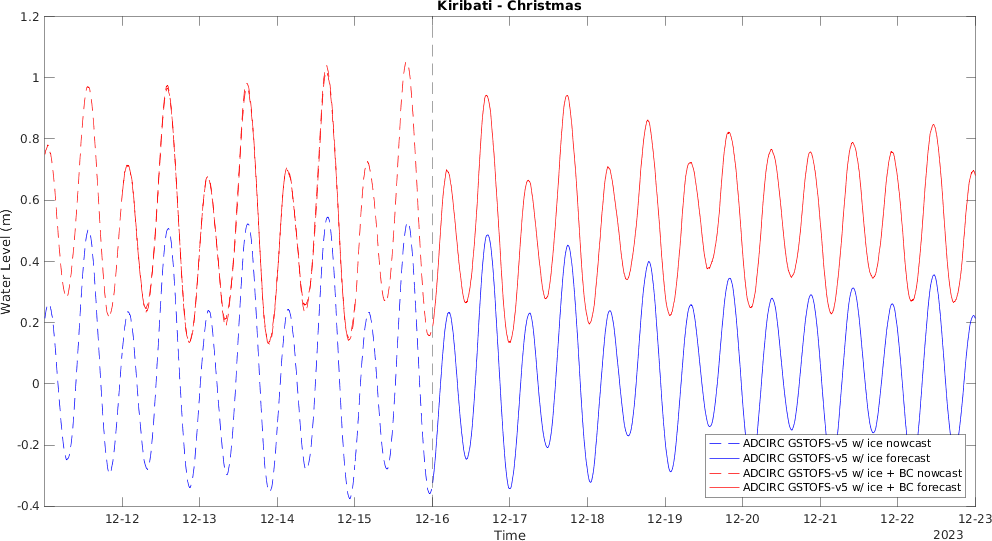 Kiribati - Christmas
Water Level (m)
1.2
1
0.8
0.6
0.4
0.2
0
-0.2
-0.4
ADCIRC GSTOFS-v5 w/ ice nowcast
ADCIRC GSTOFS-v5 w/ ice forecast
ADCIRC GSTOFS-v5 w/ ice + BC nowcast
ADCIRC GSTOFS-v5 w/ ice + BC forecast
12-12 12-13 12-14 12-15 12-16 12-17 12-18 12-19 12-20 12-21 12-22 12-23
Time
2023